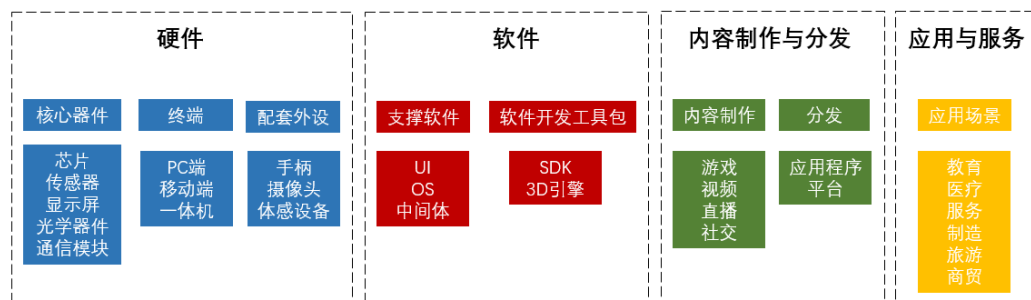 硬件
核心器件
芯片
传感器
显示屏
光学器件
通信模块
终端
PC端
移动端
一体机
配套外设
手柄
摄像头
体感设备
软件
支撑软件
UI
OS
中间体
软件开发工具包
SDK
3D引擎
内容制作与分发
内容制作
游戏
视频
直播
社交
分发
应用程序
平台
应用与服务
应用场景
教育
医疗
服务
制造
旅游
商贸